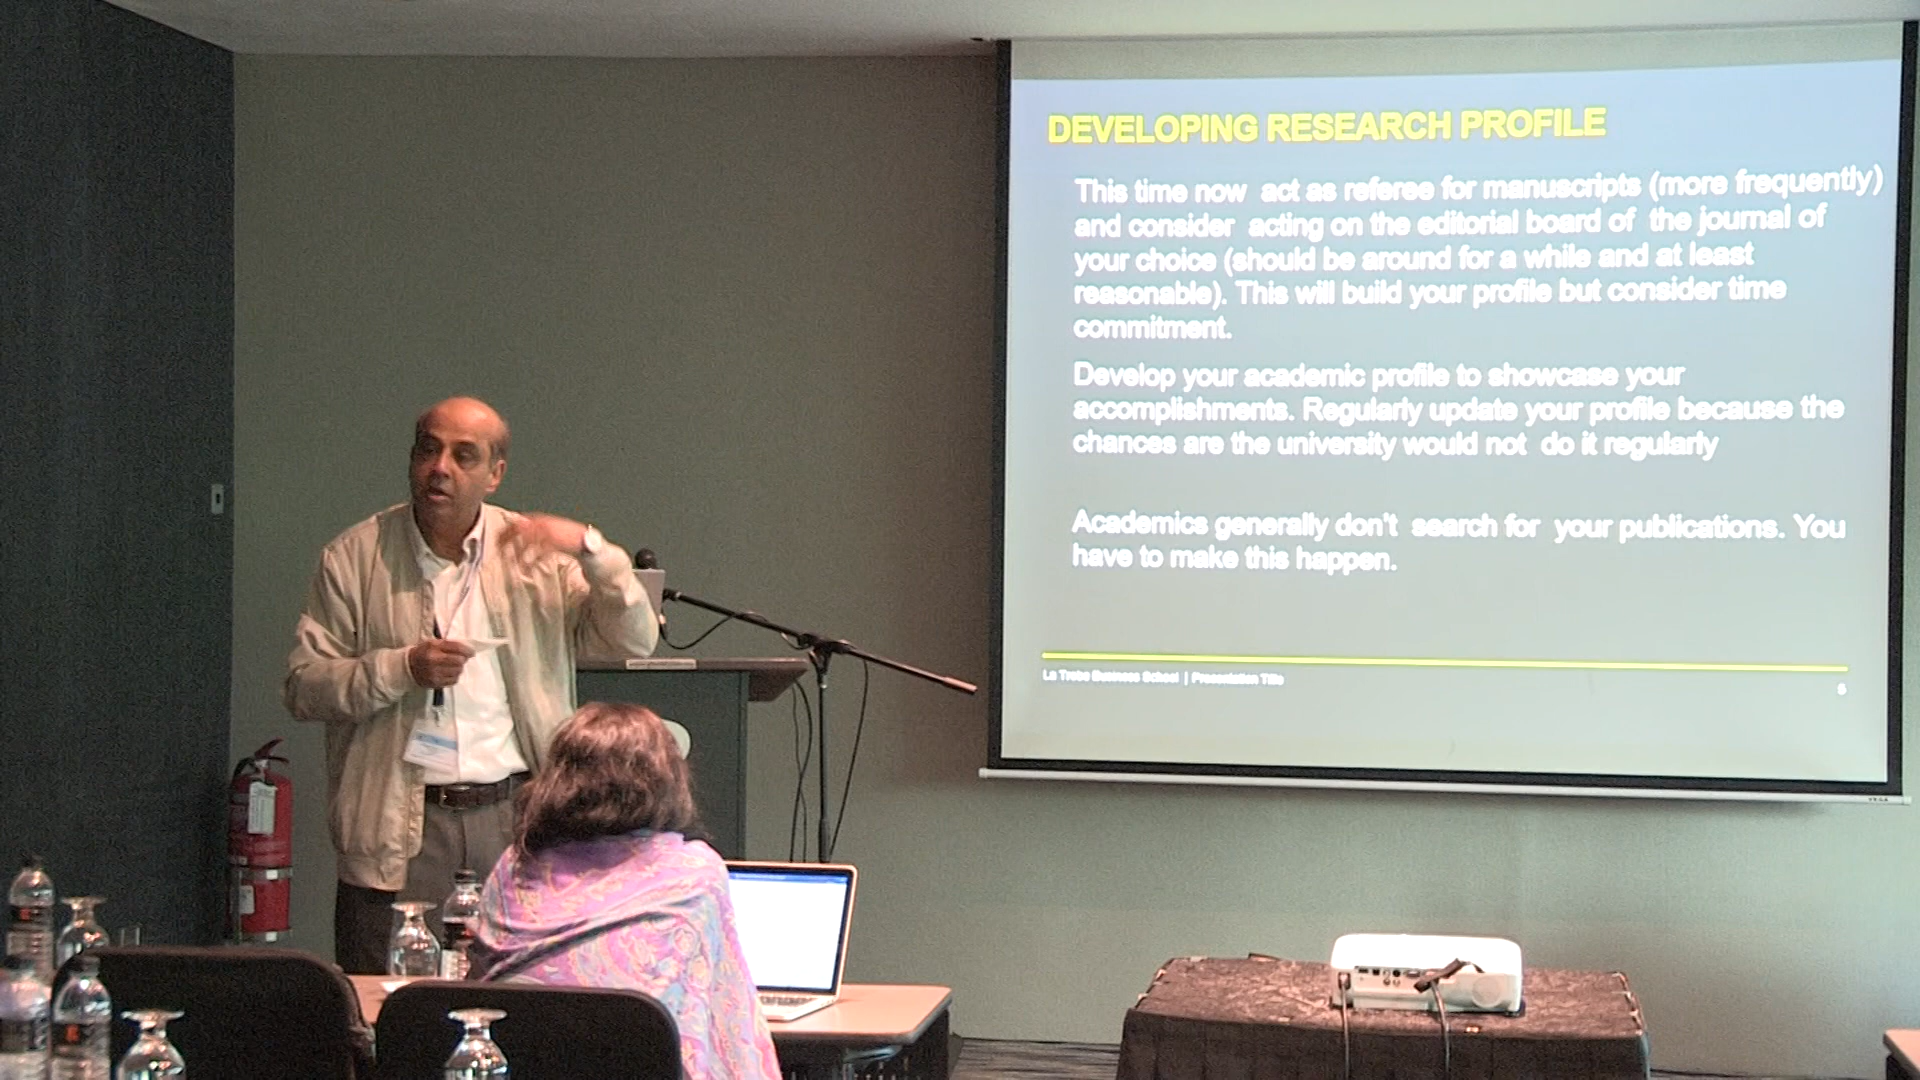 DEVELOPING RESEARCH PROFILE
This time now act as referee for manuscripts (more frequently)
and consider acting on the editorial board of the journal of
your choice (should be around for a while and at least
reasonable). This will build your profile but consider time
commitment.
Develop your academic profile to showcase your
accomplishments. Regularly update your profile because the
chances are the university would not do it regularly
Academics generally don't search for your publications. You
have to make this happen.
La Trobe Business School | Presentation Title
VEGA